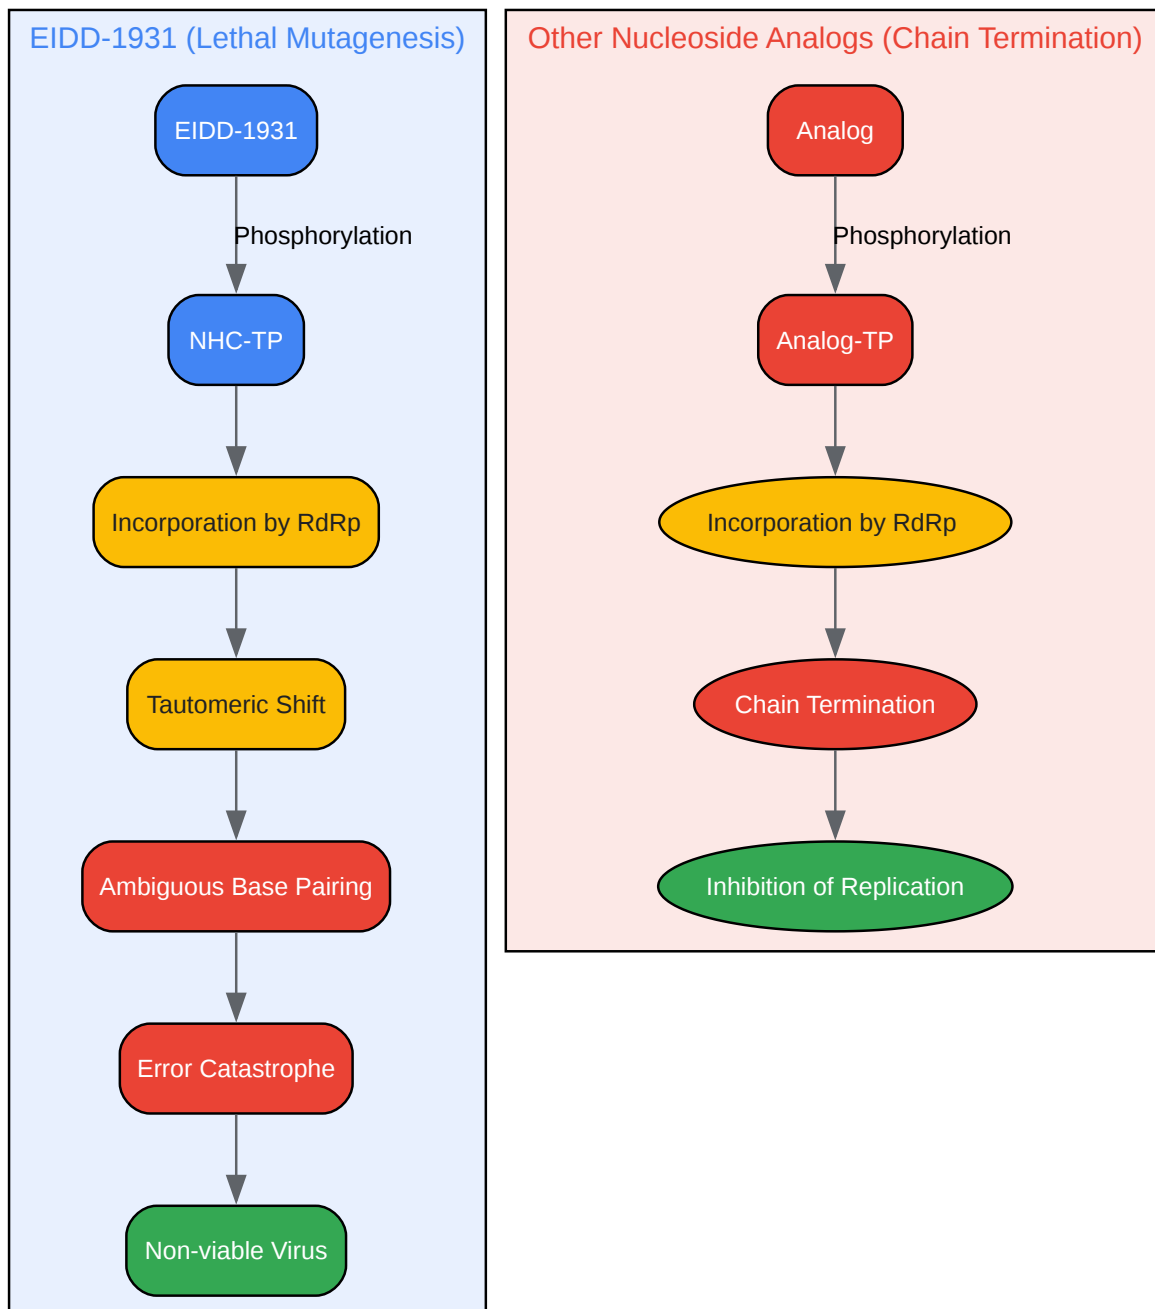 EIDD-1931 (Lethal Mutagenesis)
EIDD-1931
Phosphorylation
NHC-TP
Incorporation by RdRp
Tautomeric Shift
Ambiguous Base Pairing
Error Catastrophe
Non-viable Virus
Other Nucleoside Analogs (Chain Termination)
Analog
Phosphorylation
Analog-TP
Incorporation by RdRp
Chain Termination
Inhibition of Replication